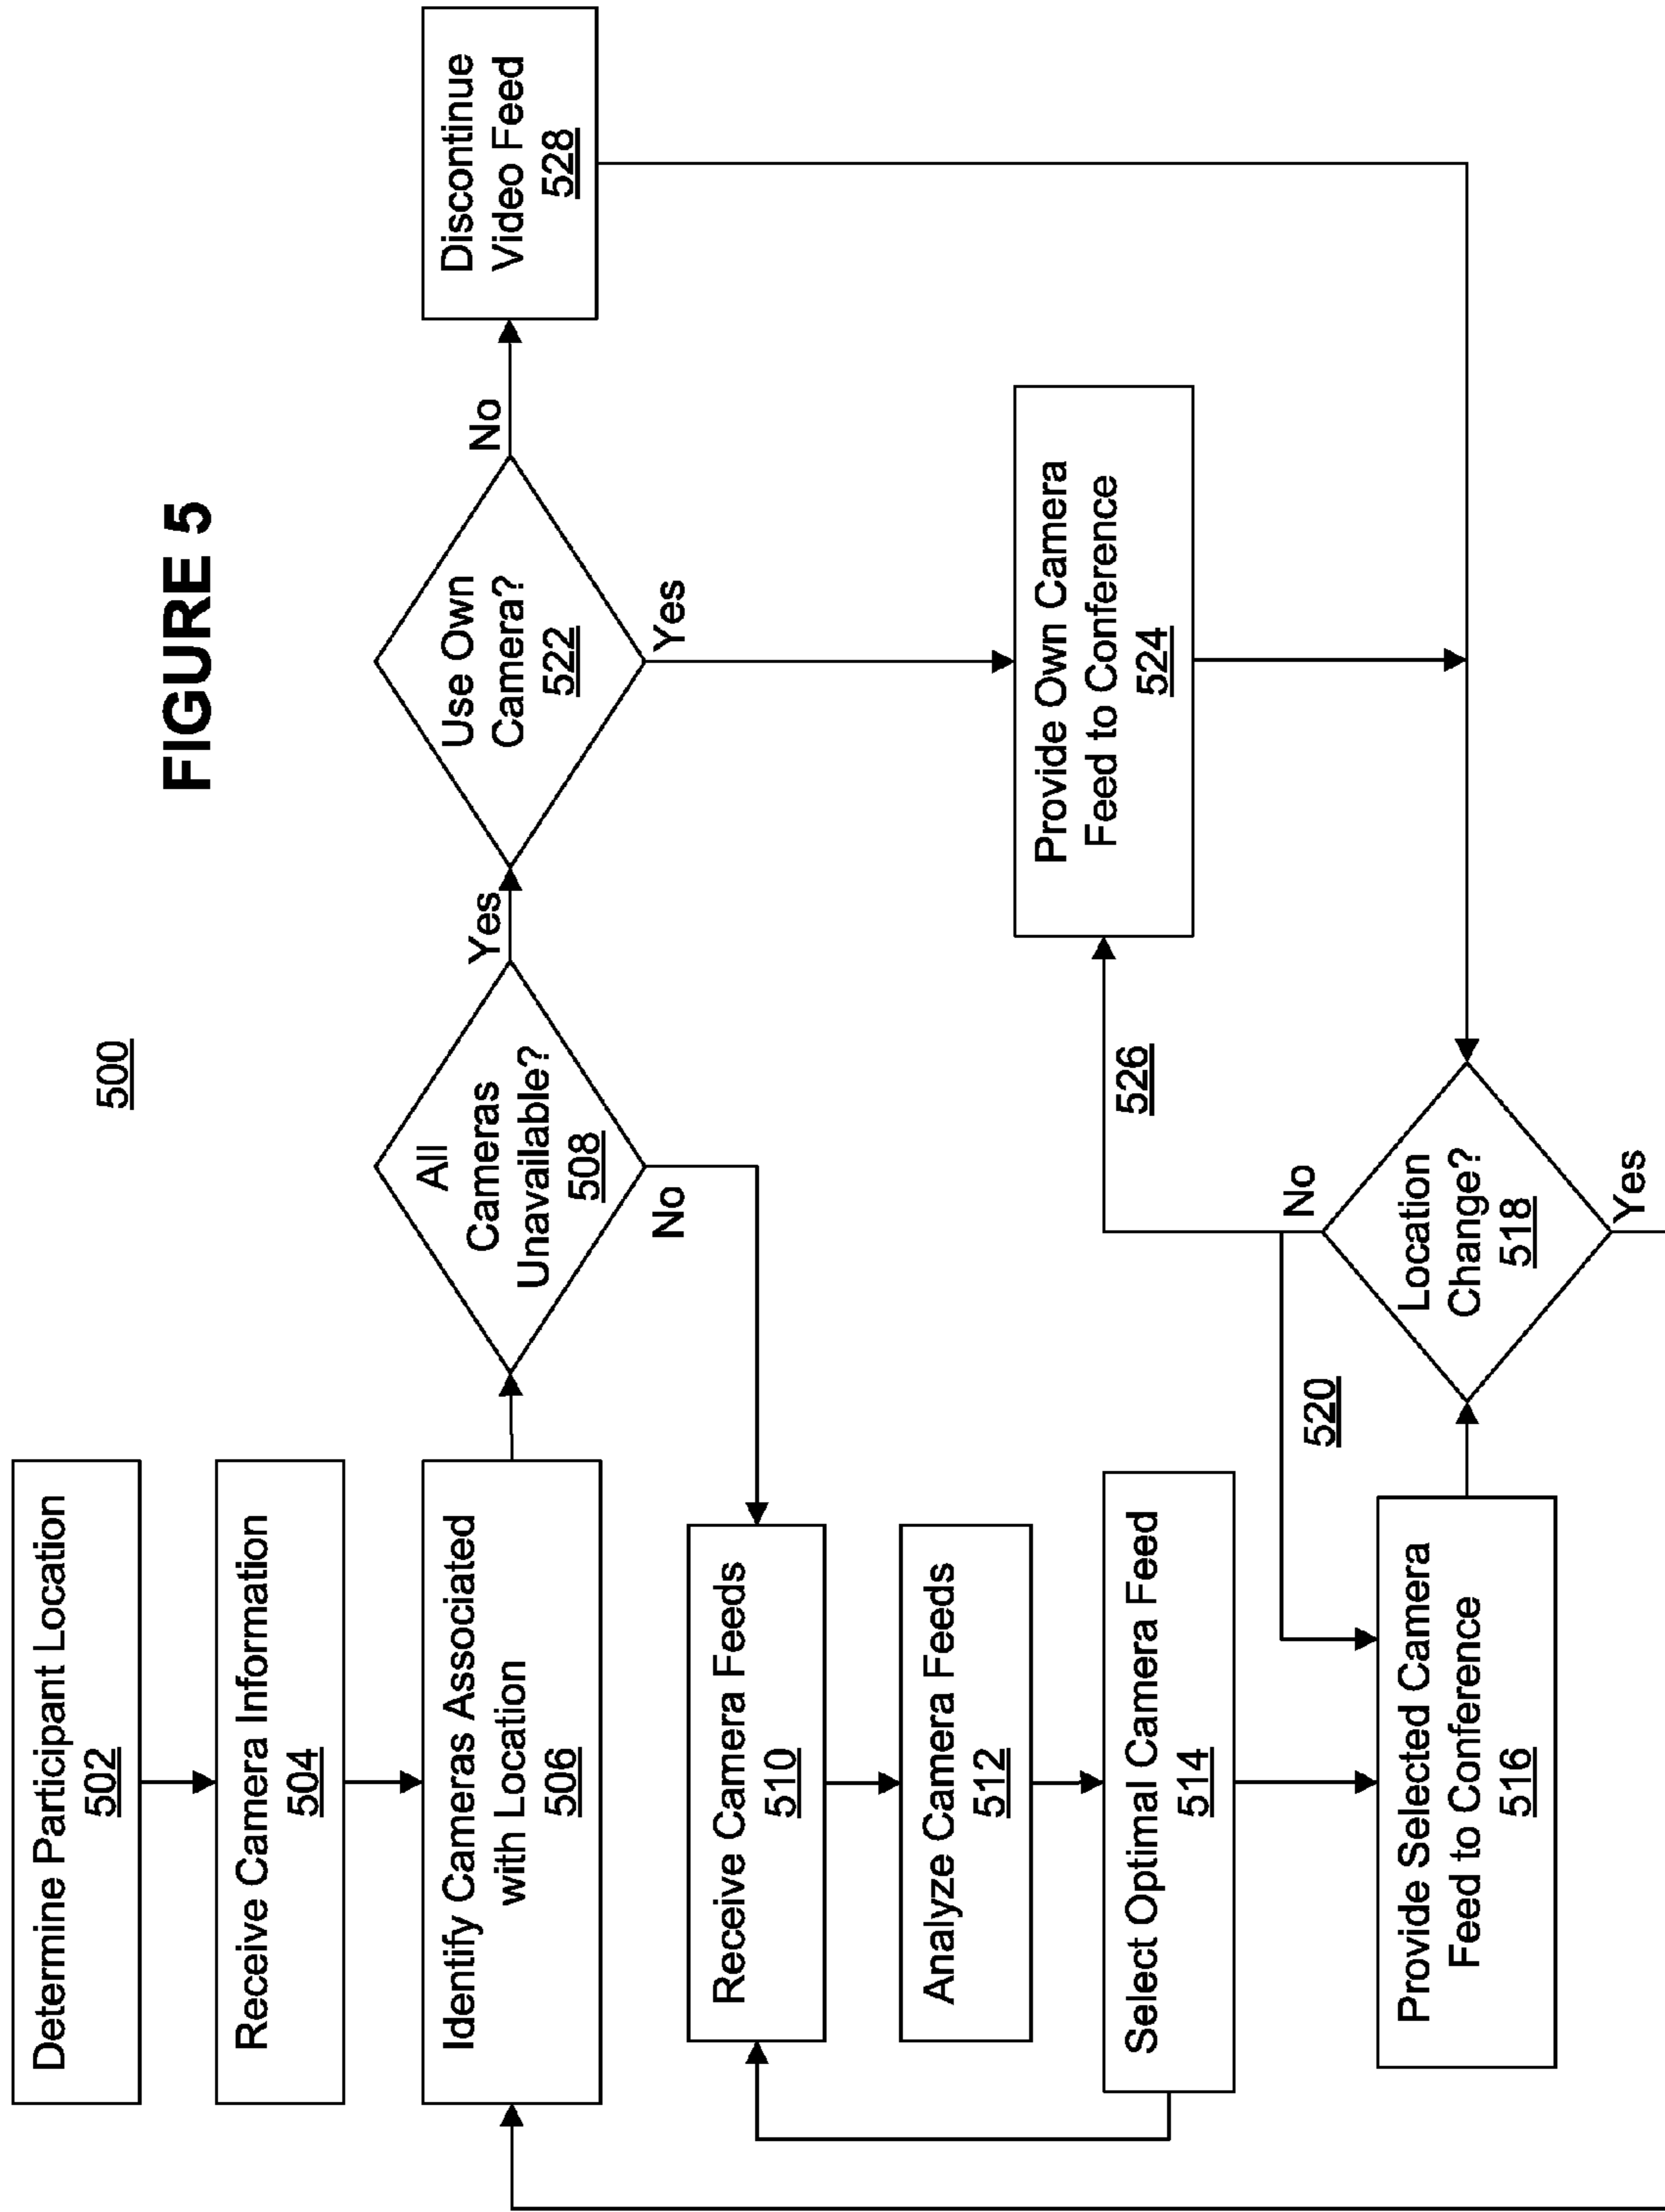 FIGURE 5
500
Determine Participant Location
502
Receive Camera Information
504
Identify Cameras Associated
with Location
506
All
Cameras
Unavailable?
508
Yes
No
Use Own
Camera?
522
No
Yes
Discontinue
Video Feed
528
Receive Camera Feeds
510
Analyze Camera Feeds
512
Select Optimal Camera Feed
514
Provide Selected Camera
Feed to Conference
516
520
Location
Change?
518
No
Yes
526
Provide Own Camera
Feed to Conference
524